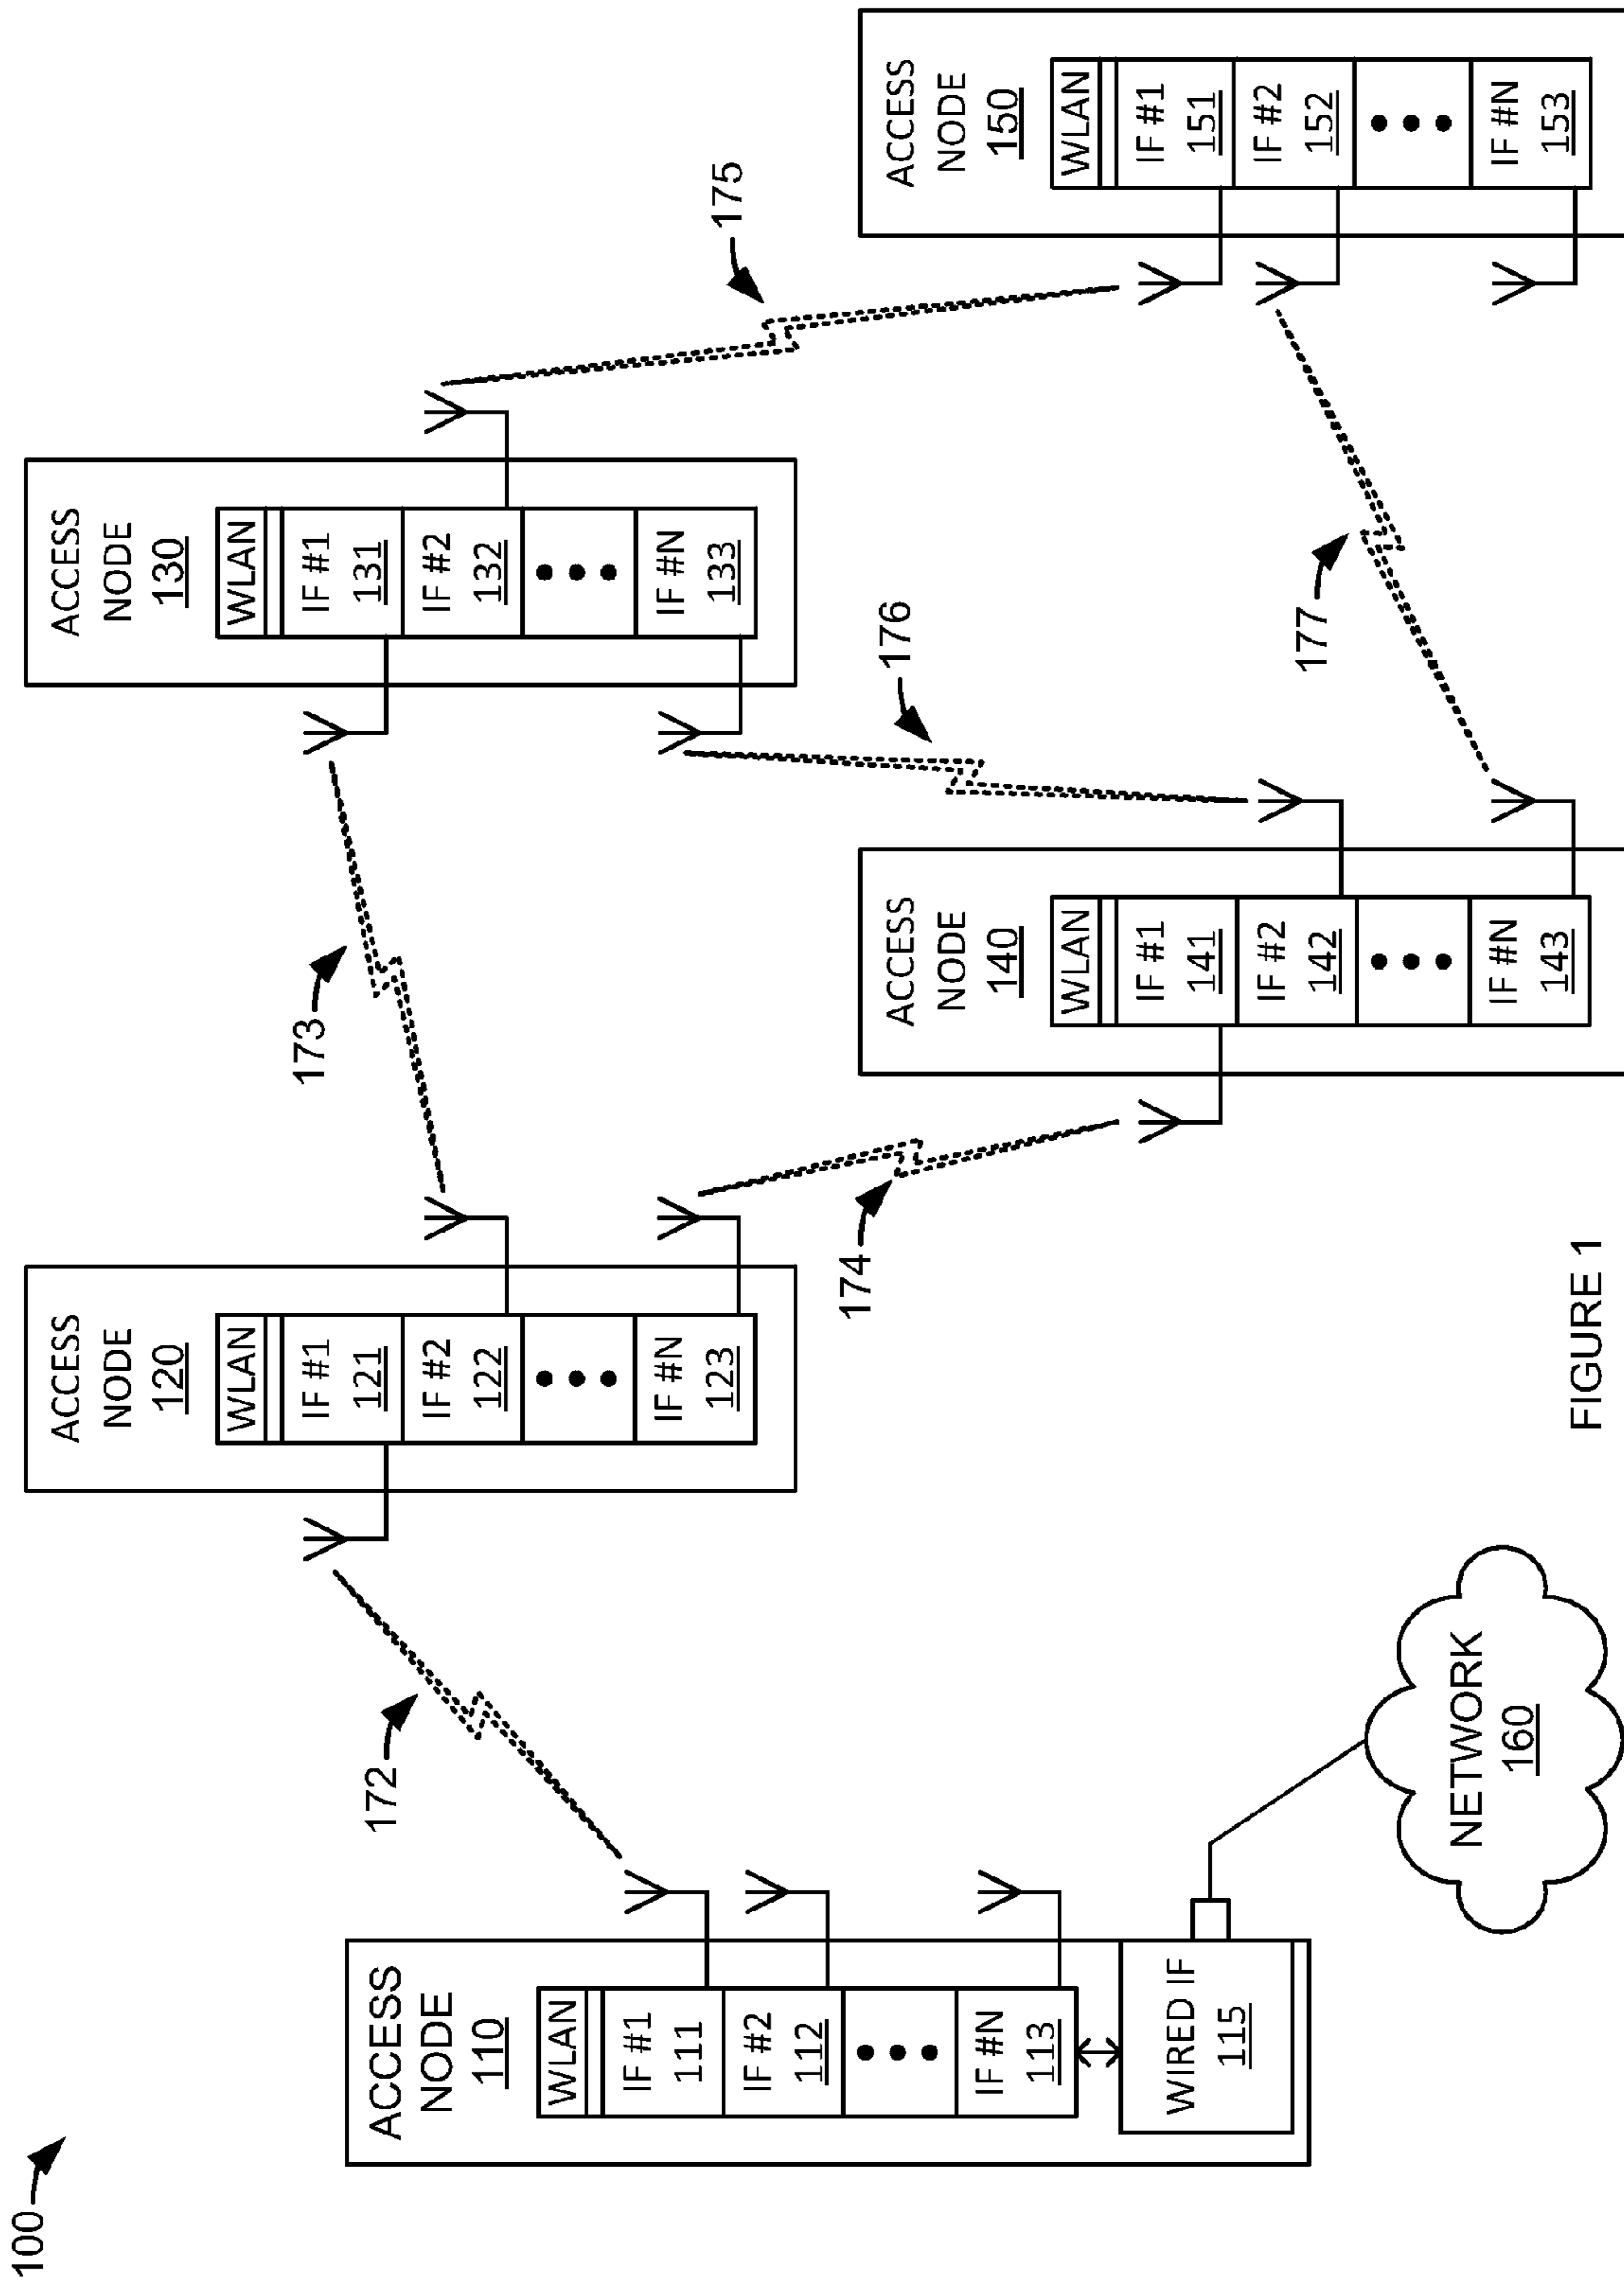 100
ACCESS
NODE
110
WLAN
IF #1
111
IF #2
112
IF #N
113
WIRED IF
115
NETWORK
160
172
ACCESS
NODE
120
WLAN
IF #1
121
IF #2
122
IF #N
123
173
174
ACCESS
NODE
130
WLAN
IF #1
131
IF #2
132
IF #N
133
ACCESS
NODE
140
WLAN
IF #1
141
IF #2
142
IF #N
143
175
176
177
ACCESS
NODE
150
WLAN
IF #1
151
IF #2
152
IF #N
153
FIGURE 1